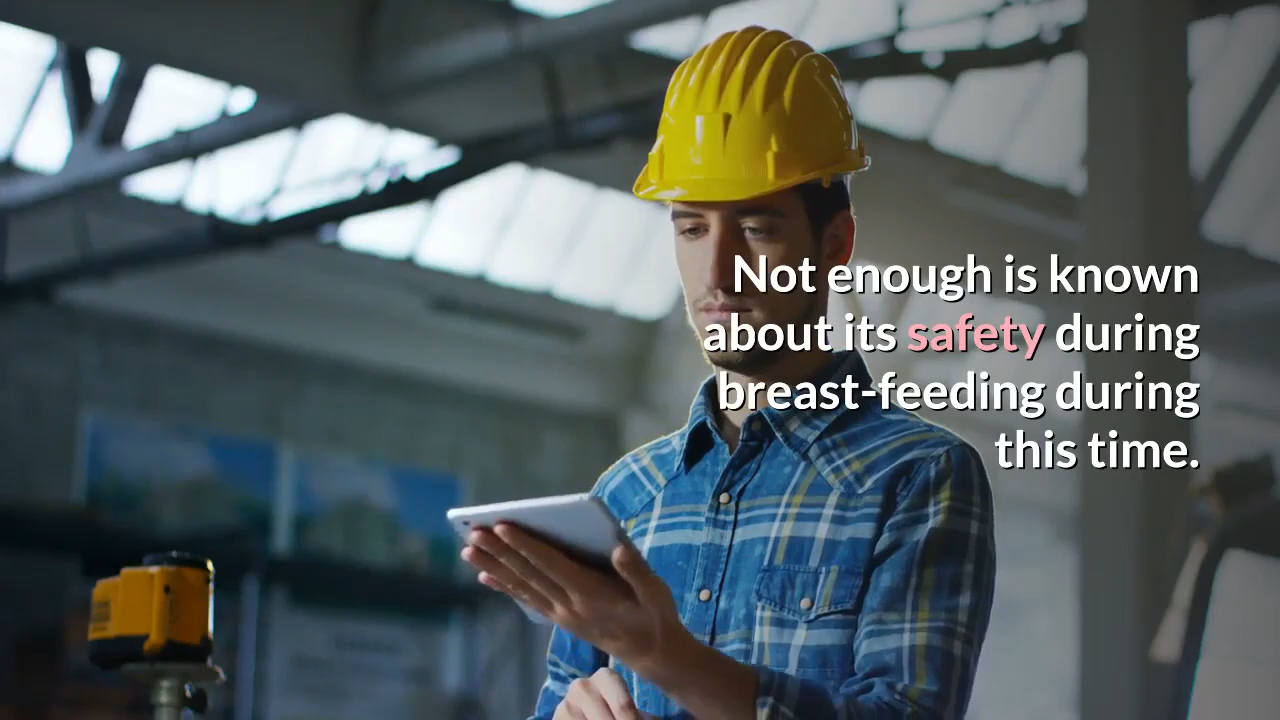 Not enough is known
about its safety during
breast-feeding during
this time.